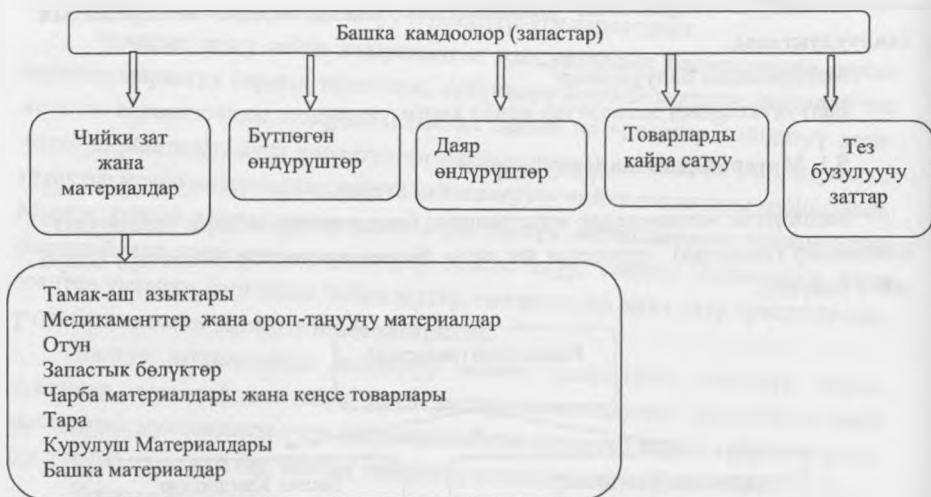 Башка камдоолор (запастар)
Чийки зат
жана
материалдар
Бүтпөгөн
өндүрүштөр
Даяр
өндүрүштөр
Товарларды
кайра сатуу
Тез
бузулуучу
заттар
Тамак-аш азыктары
Медикаменттер жана ороп-таңуучу материалдар
Отун
Запастык бөлүктөр
Чарба материалдары жана кеңсе товарлары
Тара
Курулуш Материалдары
Башка материалдар